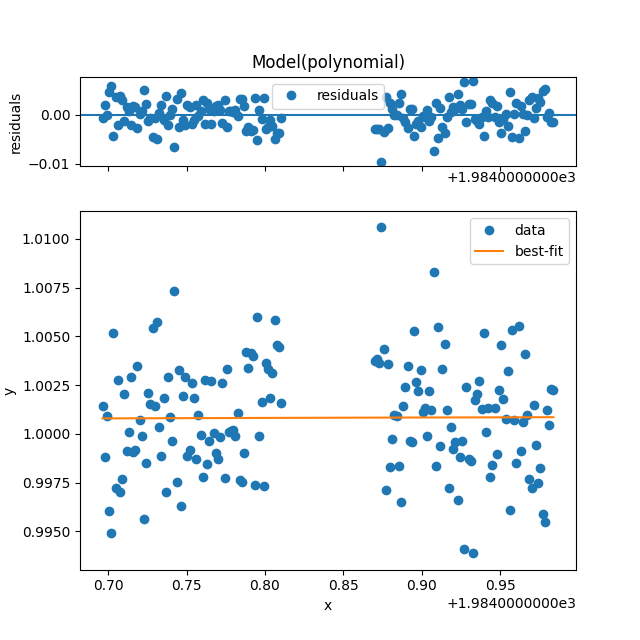 Model(polynomial)
residuals
0.00
−0.01
residuals
+1.9840000000e3
1.0100
1.0075
1.0050
1.0025
1.0000
0.9975
0.9950
y
data
best-fit
0.70 0.75 0.80 0.85 0.90 0.95
x
+1.9840000000e3